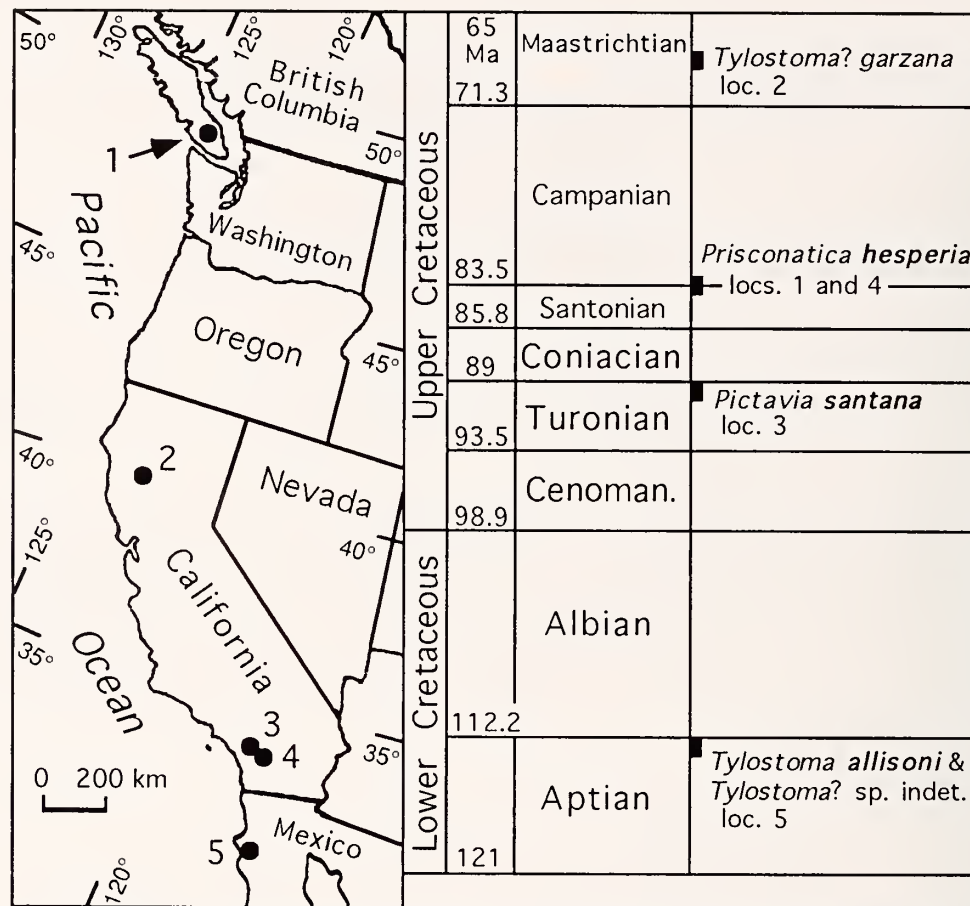 50°
130°
125°
120°
British
Columbia
50°
1
Pacific
45°
Washington
Oregon
45°
40°
2
Nevada
40°
125°
California
35°
Ocean
3
4
35°
0 200 km
5
Mexico
120°
Upper Cretaceous
Lower Cretaceous
65
Ma
Maastrichtian
71.3
Tylostoma? garzana
loc. 2
Campanian
83.5
Prisconatica hesperia
locs. 1 and 4
Santonian
85.8
Coniacian
89
Pictavia santana
loc. 3
Turonian
93.5
Cenoman.
98.9
Albian
112.2
Tylostoma allisoni &
Tylostoma? sp. indet.
loc. 5
Aptian
121